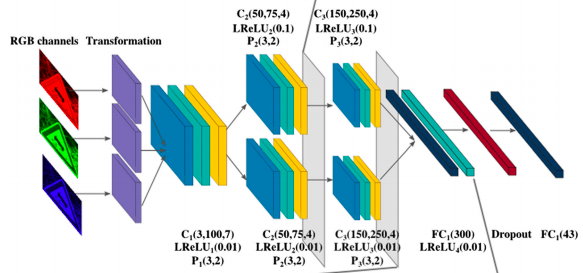 C2(50,75,4)
LReLU2(0.1)
P2(3,2)
C3(150,250,4)
LReLU3(0.1)
P3(3,2)
RGB channels
Transformation
C1(3,100,7)
LReLU1(0.01)
P1(3,2)
C2(50,75,4)
LReLU2(0.01)
P2(3,2)
C3(150,250,4)
LReLU3(0.01)
P3(3,2)
FC1(300)
LReLU4(0.01)
Dropout
FC1(43)